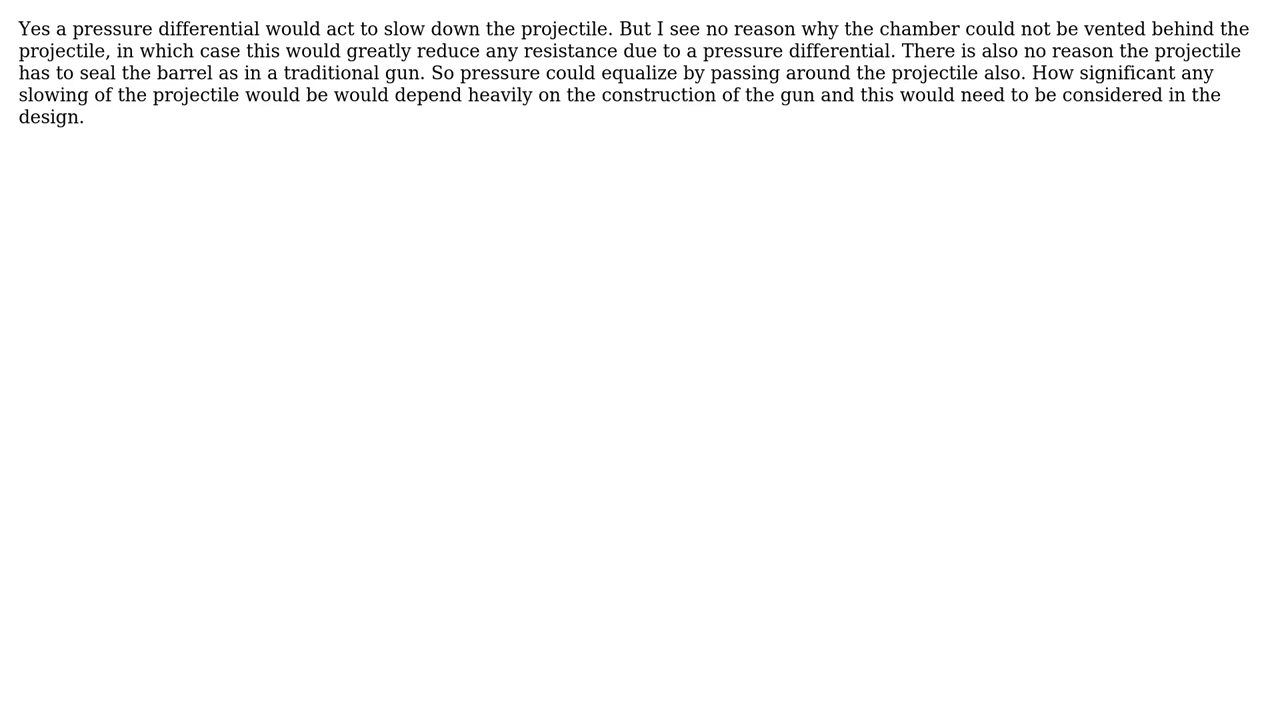 Yes a pressure differential would act to slow down the projectile. But I see no reason why the chamber could not be vented behind the
projectile, in which case this would greatly reduce any resistance due to a pressure differential. There is also no reason the projectile
has to seal the barrel as in a traditional gun. So pressure could equalize by passing around the projectile also. How significant any
slowing of the projectile would be would depend heavily on the construction of the gun and this would need to be considered in the
design.